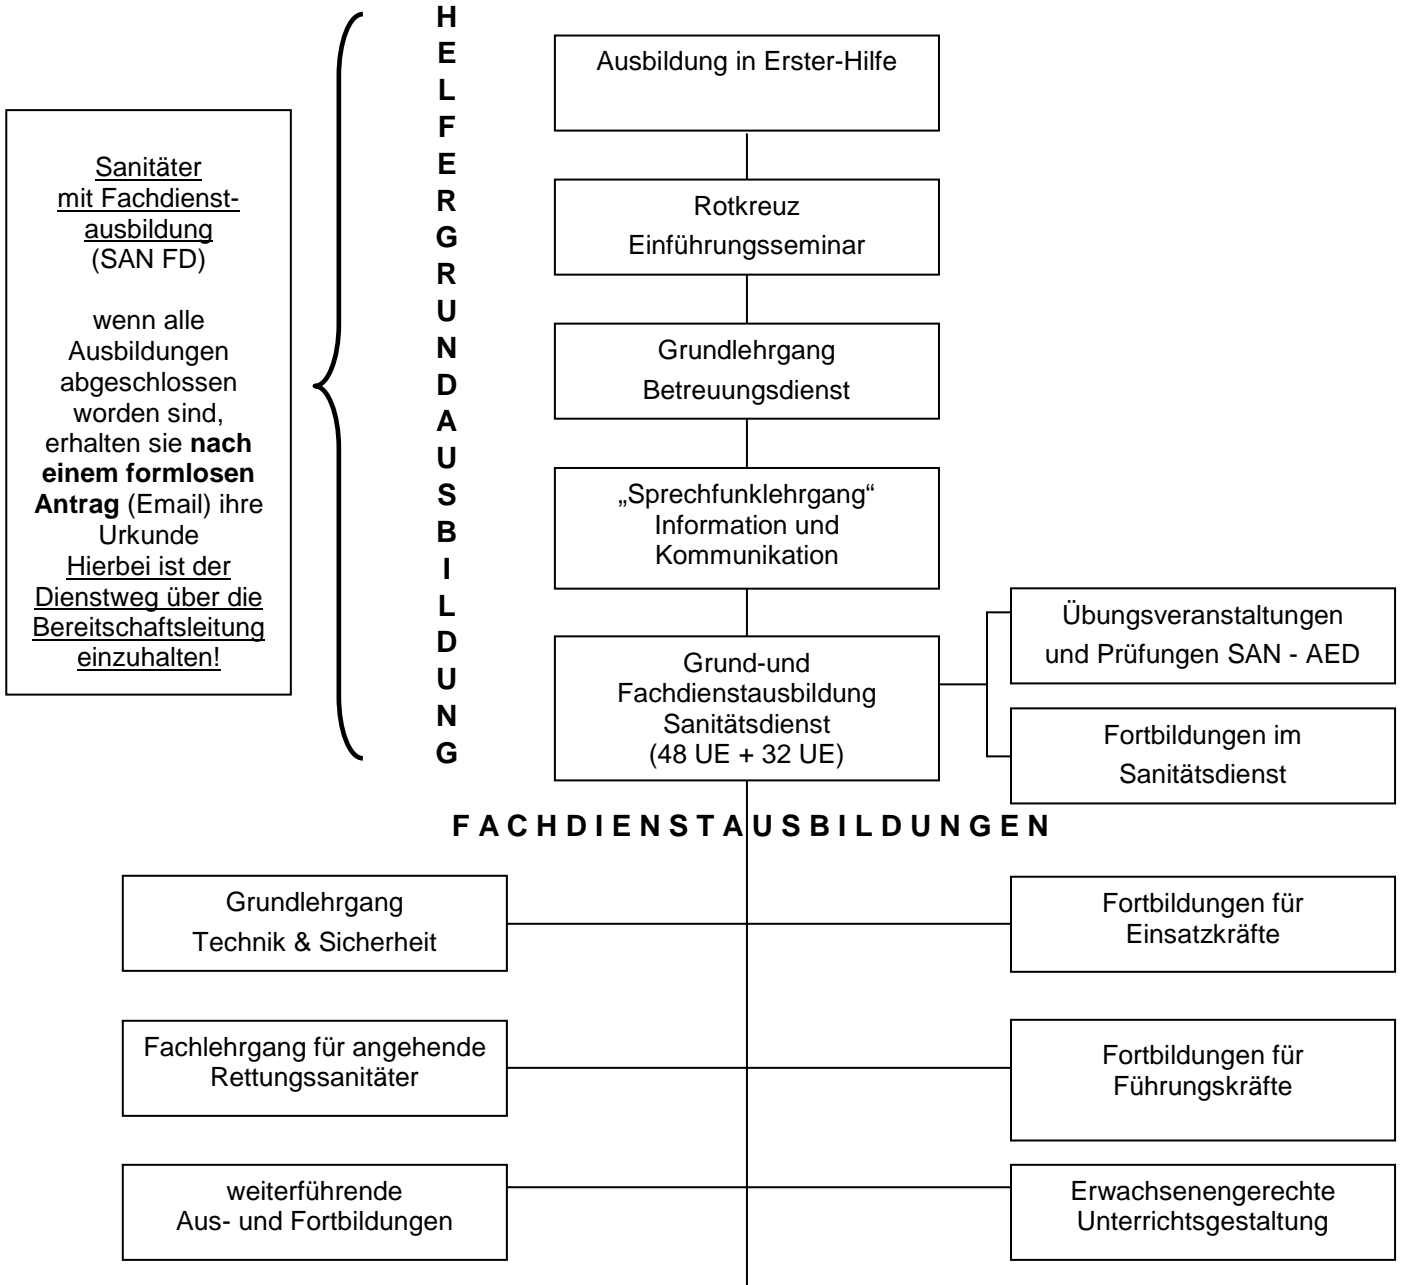 Sanitäter
mit Fachdienst-
ausbildung
(SAN FD)
wenn alle
Ausbildungen
abgeschlossen
worden sind,
erhalten sie nach
einem formlosen
Antrag (Email) ihre
Urkunde
Hierbei ist der
Dienstweg über die
Bereitschaftsleitung
einzuhalten!
H
E
L
F
E
R
G
R
U
N
D
A
U
S
B
I
L
D
U
N
G
Ausbildung in Erster-Hilfe
Rotkreuz
Einführungsseminar
Grundlehrgang
Betreuungsdienst
„Sprechfunklehrgang“
Information und
Kommunikation
Grund-und
Fachdienstausbildung
Sanitätsdienst
(48 UE + 32 UE)
Übungsveranstaltungen
und Prüfungen SAN - AED
Fortbildungen im
Sanitätsdienst
F A C H D I E N S T A U S B I L D U N G E N
Grundlehrgang
Technik & Sicherheit
Fortbildungen für
Einsatzkräfte
Fachlehrgang für angehende
Rettungssanitäter
Fortbildungen für
Führungskräfte
weiterführende
Aus- und Fortbildungen
Erwachsenengerechte
Unterrichtsgestaltung